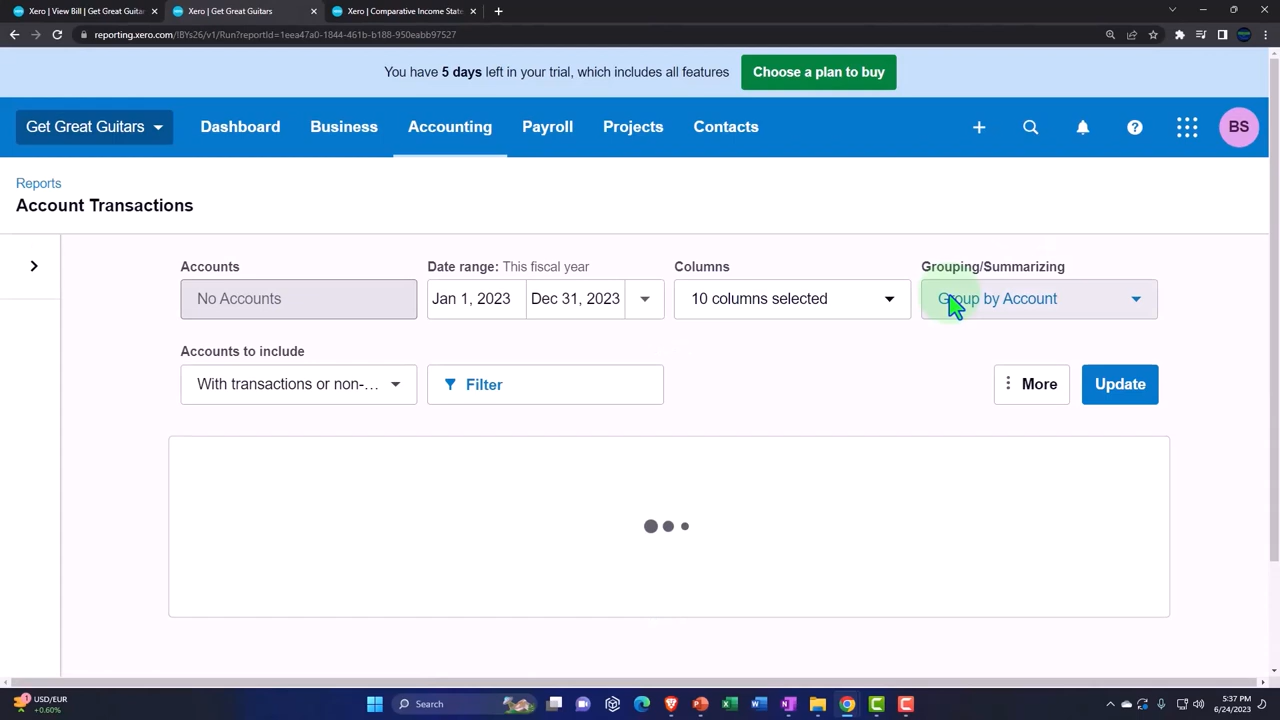 Xero | View Bill | Get Great Guitar
Xero | Get Great Guitars
Xero | Comparative Income State
reporting.xero.com/IBYs26/v1/Run?reportId=1eea47a0-1844-461b-b188-950eabb97527
You have 5 days left in your trial, which includes all features
Choose a plan to buy
Get Great Guitars
Dashboard
Business
Accounting
Payroll
Projects
Contacts
BS
Reports
Account Transactions
Accounts
Date range: This fiscal year
Columns
Grouping/Summarizing
No Accounts
Jan 1, 2023
Dec 31, 2023
10 columns selected
Group by Account
Accounts to include
With transactions or non-...
Filter
More
Update
USD/EUR
+0.60%
Search
5:37 PM
6/24/2023